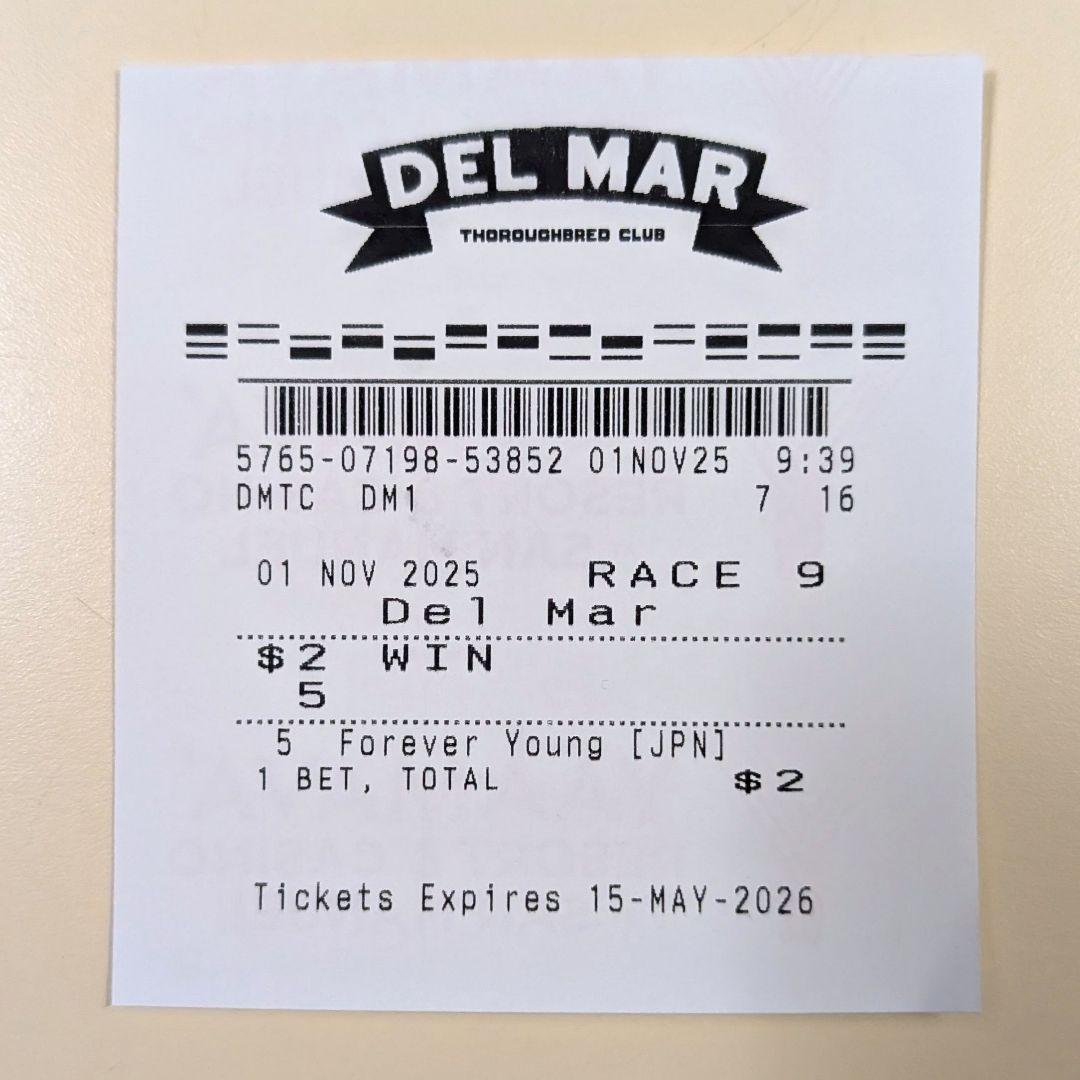 DEL MAR
THOROUGHBRED CLUB
5765-07198-53852 01NOV25 9:39
DMTC DM1 7 16
01 NOV 2025 RACE 9
Del Mar
$2 WIN
5
5 Forever Young [JPN]
1 BET, TOTAL $2
Tickets Expires 15-MAY-2026